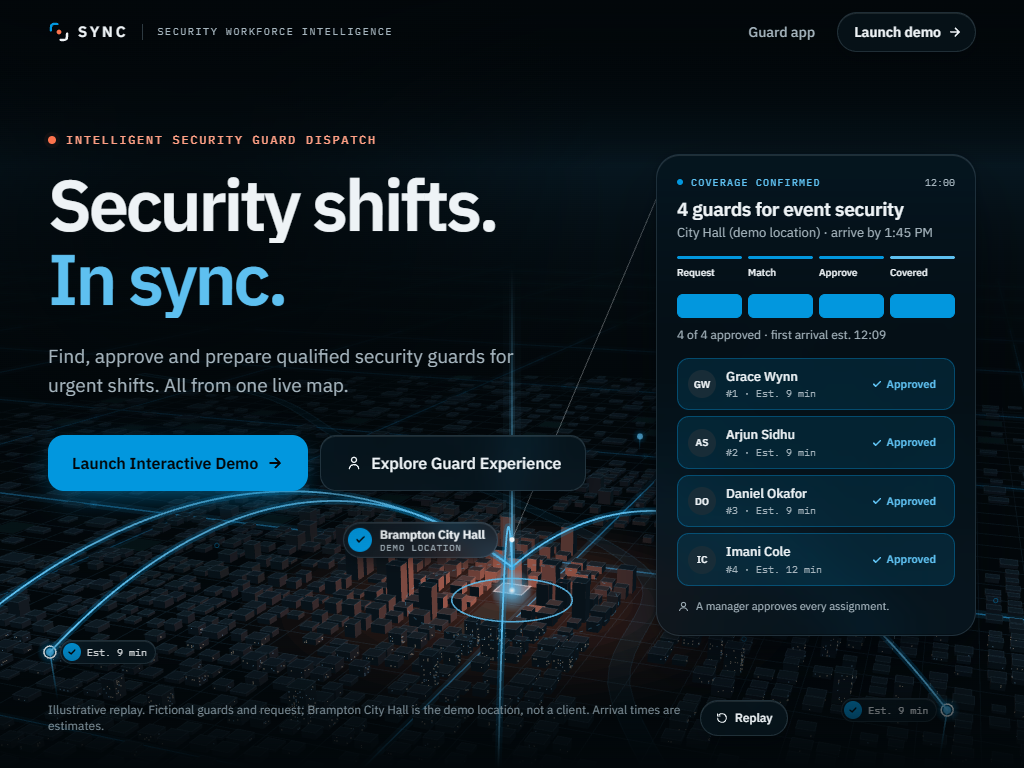 SYNC
SECURITY WORKFORCE INTELLIGENCE
Guard app
Launch demo
INTELLIGENT SECURITY GUARD DISPATCH
Security shifts.
In sync.
Find, approve and prepare qualified security guards for
urgent shifts. All from one live map.
Launch Interactive Demo
Explore Guard Experience
COVERAGE CONFIRMED
12:00
4 guards for event security
City Hall (demo location) · arrive by 1:45 PM
Request
Match
Approve
Covered
4 of 4 approved · first arrival est. 12:09
GW
Grace Wynn
#1 · Est. 9 min
Approved
AS
Arjun Sidhu
#2 · Est. 9 min
Approved
DO
Daniel Okafor
#3 · Est. 9 min
Approved
IC
Imani Cole
#4 · Est. 12 min
Approved
A manager approves every assignment.
Brampton City Hall
DEMO LOCATION
Est. 9 min
Illustrative replay. Fictional guards and request; Brampton City Hall is the demo location, not a client. Arrival times are
estimates.
Replay
Est. 9 min